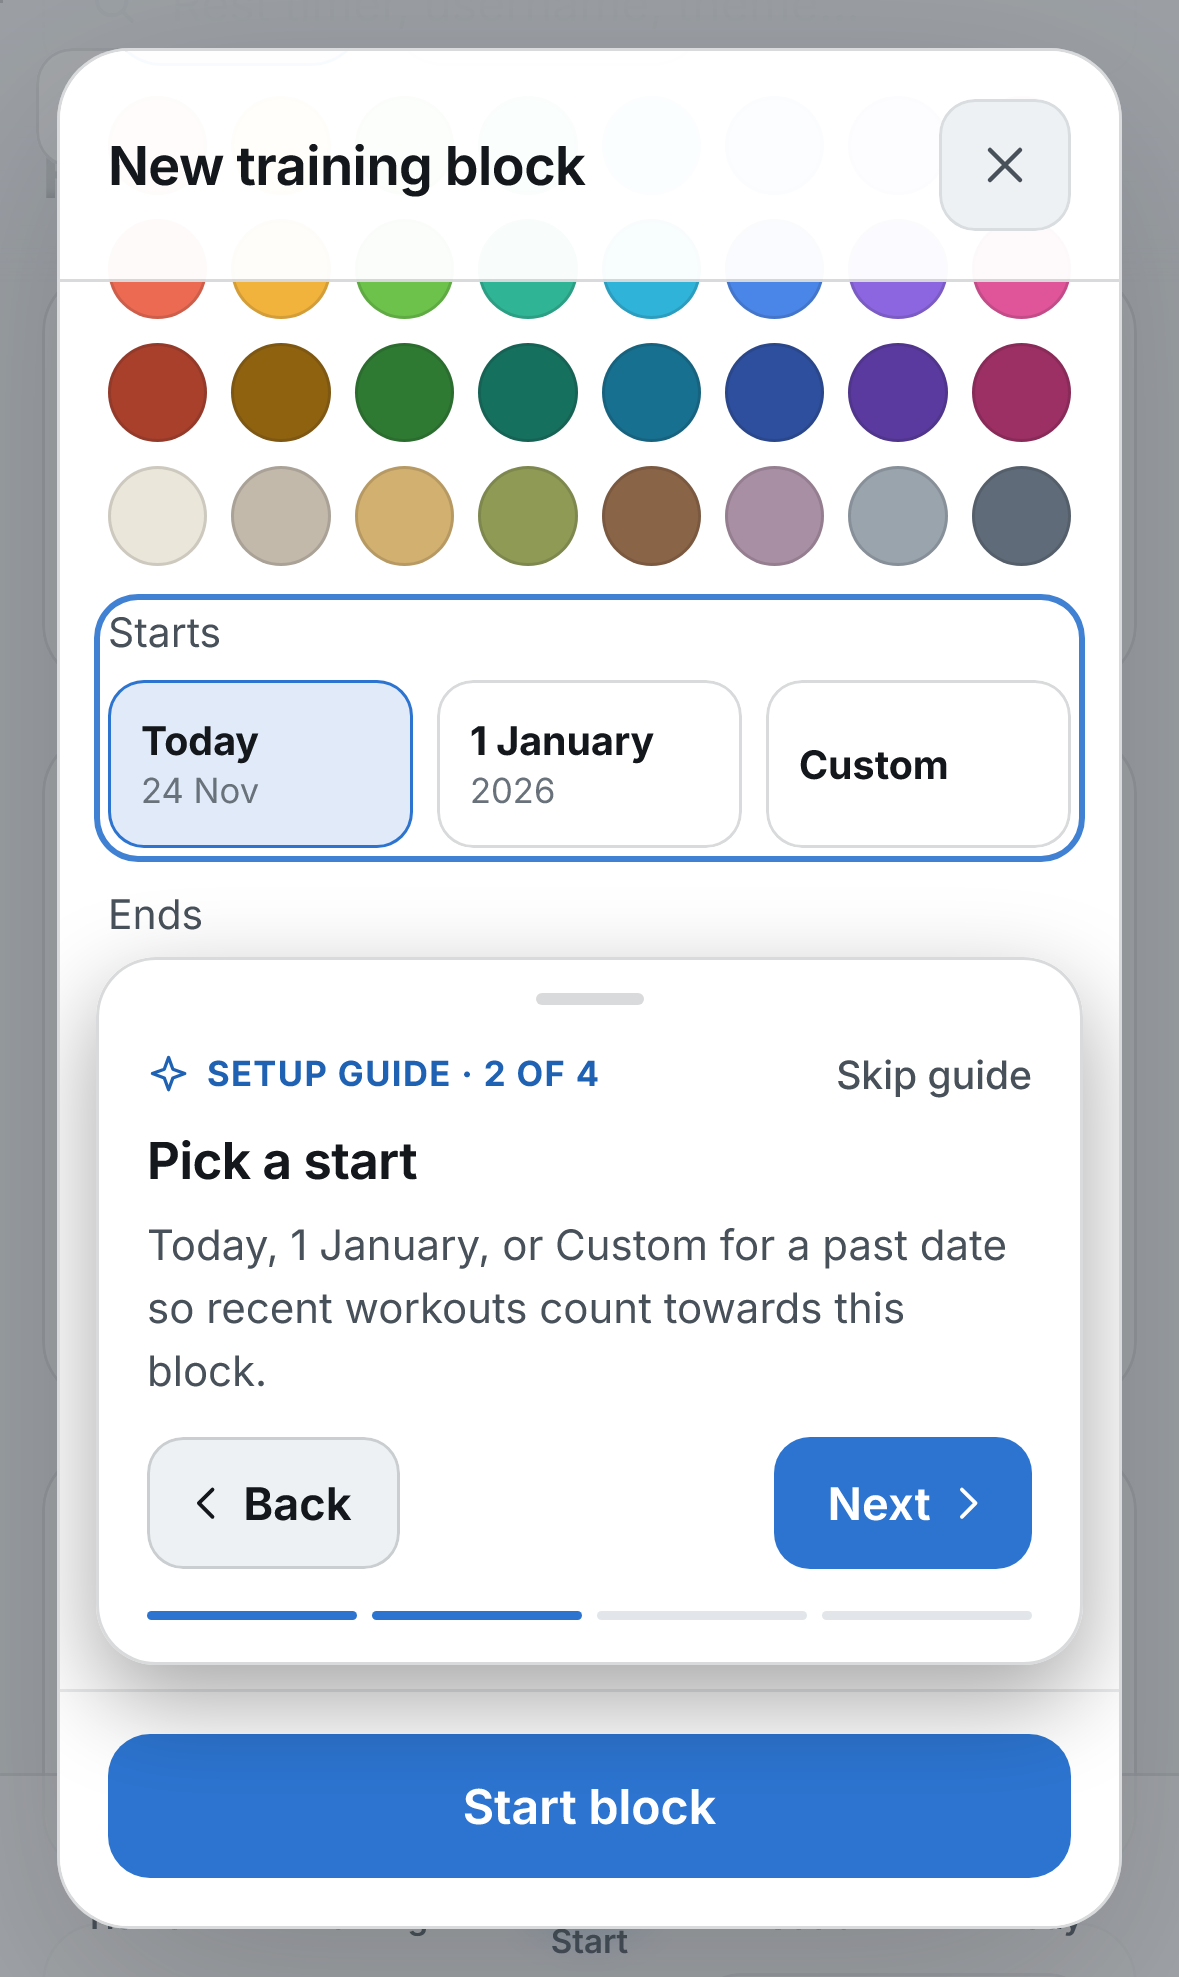 New training block
Starts
Today
24 Nov
1 January
2026
Custom
Ends
SETUP GUIDE · 2 OF 4
Skip guide
Pick a start
Today, 1 January, or Custom for a past date
so recent workouts count towards this
block.
Back
Next
Start block
Start